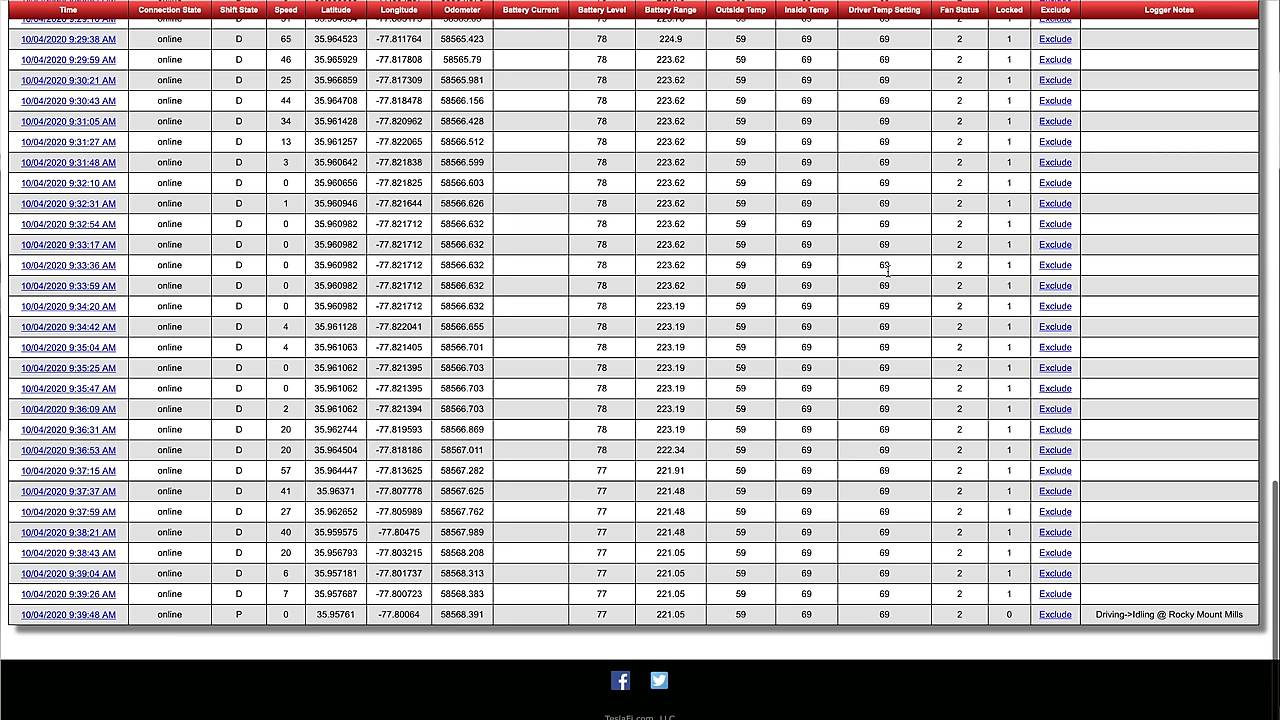 Time Connection State Shift State Speed Latitude Longitude Odometer Battery Current Battery Level Battery Range Outside Temp Inside Temp Driver Temp Setting Fan Status Locked Exclude Logger Notes
10/04/2020 9:29:38 AM online D 65 35.964523 -77.811764 58565.423 78 224.9 59 69 69 2 1 Exclude
10/04/2020 9:29:59 AM online D 46 35.965929 -77.817808 58565.79 78 223.62 59 69 69 2 1 Exclude
10/04/2020 9:30:21 AM online D 25 35.966859 -77.817309 58565.981 78 223.62 59 69 69 2 1 Exclude
10/04/2020 9:30:43 AM online D 44 35.964708 -77.818478 58566.156 78 223.62 59 69 69 2 1 Exclude
10/04/2020 9:31:05 AM online D 34 35.961428 -77.820962 58566.428 78 223.62 59 69 69 2 1 Exclude
10/04/2020 9:31:27 AM online D 13 35.961257 -77.822065 58566.512 78 223.62 59 69 69 2 1 Exclude
10/04/2020 9:31:48 AM online D 3 35.960642 -77.821838 58566.599 78 223.62 59 69 69 2 1 Exclude
10/04/2020 9:32:10 AM online D 0 35.960656 -77.821825 58566.603 78 223.62 59 69 69 2 1 Exclude
10/04/2020 9:32:31 AM online D 1 35.960946 -77.821644 58566.626 78 223.62 59 69 69 2 1 Exclude
10/04/2020 9:32:54 AM online D 0 35.960982 -77.821712 58566.632 78 223.62 59 69 69 2 1 Exclude
10/04/2020 9:33:17 AM online D 0 35.960982 -77.821712 58566.632 78 223.62 59 69 69 2 1 Exclude
10/04/2020 9:33:36 AM online D 0 35.960982 -77.821712 58566.632 78 223.62 59 69 69 2 1 Exclude
10/04/2020 9:33:59 AM online D 0 35.960982 -77.821712 58566.632 78 223.62 59 69 69 2 1 Exclude
10/04/2020 9:34:20 AM online D 0 35.960982 -77.821712 58566.632 78 223.19 59 69 69 2 1 Exclude
10/04/2020 9:34:42 AM online D 4 35.961128 -77.822041 58566.655 78 223.19 59 69 69 2 1 Exclude
10/04/2020 9:35:04 AM online D 4 35.961063 -77.821405 58566.701 78 223.19 59 69 69 2 1 Exclude
10/04/2020 9:35:25 AM online D 0 35.961062 -77.821395 58566.703 78 223.19 59 69 69 2 1 Exclude
10/04/2020 9:35:47 AM online D 0 35.961062 -77.821395 58566.703 78 223.19 59 69 69 2 1 Exclude
10/04/2020 9:36:09 AM online D 2 35.961062 -77.821394 58566.703 78 223.19 59 69 69 2 1 Exclude
10/04/2020 9:36:31 AM online D 20 35.962744 -77.819593 58566.869 78 223.19 59 69 69 2 1 Exclude
10/04/2020 9:36:53 AM online D 20 35.964504 -77.818186 58567.011 78 222.34 59 69 69 2 1 Exclude
10/04/2020 9:37:15 AM online D 57 35.964447 -77.813625 58567.282 77 221.91 59 69 69 2 1 Exclude
10/04/2020 9:37:37 AM online D 41 35.96371 -77.807778 58567.625 77 221.48 59 69 69 2 1 Exclude
10/04/2020 9:37:59 AM online D 27 35.962652 -77.805989 58567.762 77 221.48 59 69 69 2 1 Exclude
10/04/2020 9:38:21 AM online D 40 35.959575 -77.80475 58567.989 77 221.48 59 69 69 2 1 Exclude
10/04/2020 9:38:43 AM online D 20 35.956793 -77.803215 58568.208 77 221.05 59 69 69 2 1 Exclude
10/04/2020 9:39:04 AM online D 6 35.957181 -77.801737 58568.313 77 221.05 59 69 69 2 1 Exclude
10/04/2020 9:39:26 AM online D 7 35.957687 -77.800723 58568.383 77 221.05 59 69 69 2 1 Exclude
10/04/2020 9:39:48 AM online P 0 35.95761 -77.80064 58568.391 77 221.05 59 69 69 2 0 Exclude Driving->Idling @ Rocky Mount Mills
TeslaFi.com, LLC